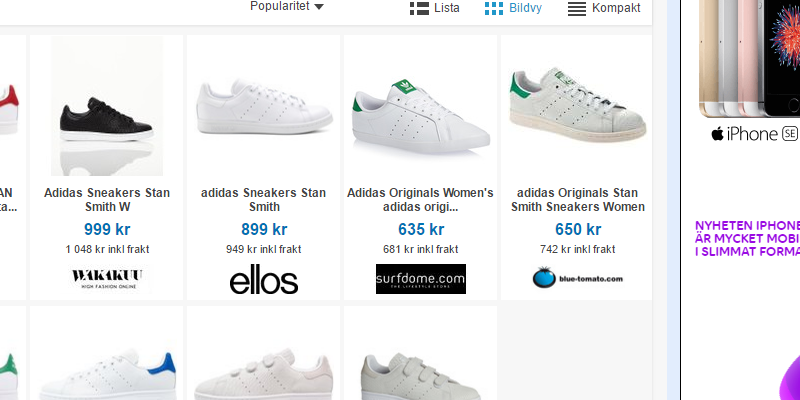 Popularitet
Lista
Bildvy
Kompakt
AN
ta...
Adidas Sneakers Stan
Smith W
999 kr
1 048 kr inkl frakt
WAKAKUU
HIGH FASHION ONLINE
adidas Sneakers Stan
Smith
899 kr
949 kr inkl frakt
ellos
Adidas Originals Women's
adidas origi...
635 kr
681 kr inkl frakt
surfdome.com
THE LIFESTYLE STORE
adidas Originals Stan
Smith Sneakers Women
650 kr
742 kr inkl frakt
blue-tomato.com
iPhone SE
NYHETEN IPHONE
ÄR MYCKET MOBI
I SLIMMAT FORMA